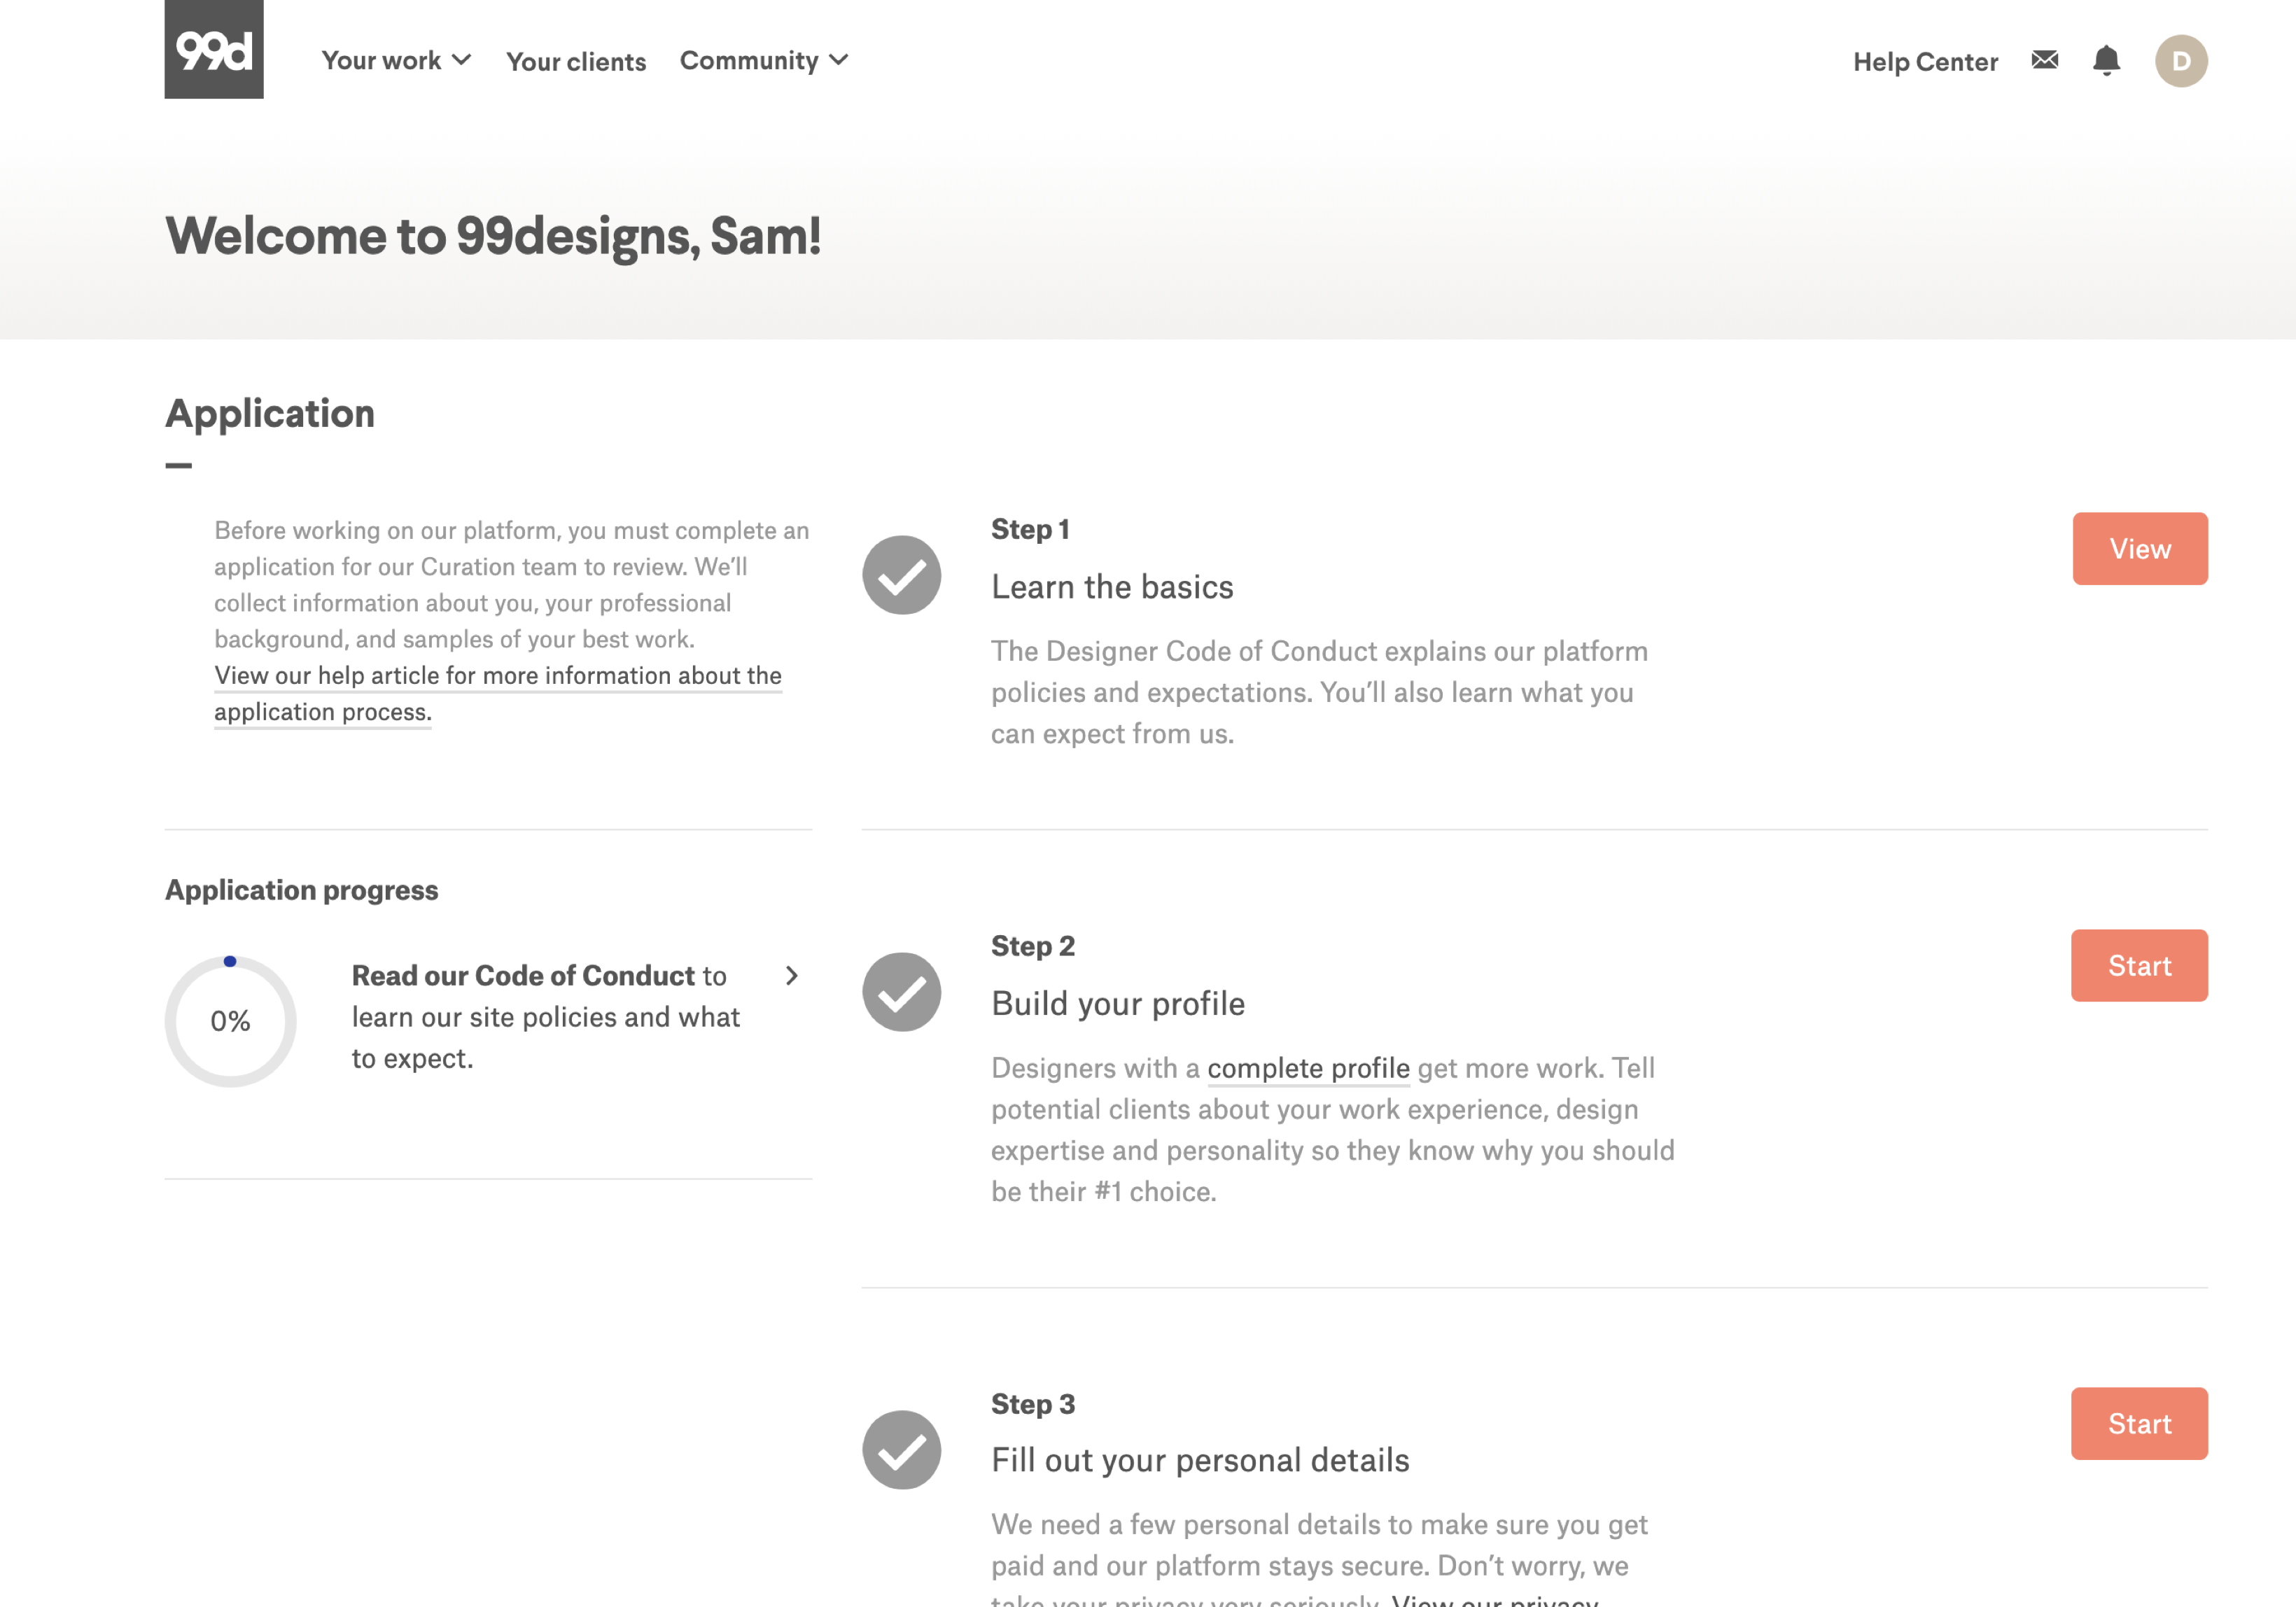 99d
Your work
Your clients
Community
Help Center
D
Welcome to 99designs, Sam!
Application
Before working on our platform, you must complete an
application for our Curation team to review. We’ll
collect information about you, your professional
background, and samples of your best work.
View our help article for more information about the
application process.
Application progress
0%
Read our Code of Conduct to
learn our site policies and what
to expect.
Step 1
Learn the basics
The Designer Code of Conduct explains our platform
policies and expectations. You’ll also learn what you
can expect from us.
View
Step 2
Build your profile
Designers with a complete profile get more work. Tell
potential clients about your work experience, design
expertise and personality so they know why you should
be their #1 choice.
Start
Step 3
Fill out your personal details
We need a few personal details to make sure you get
paid and our platform stays secure. Don’t worry, we
take your privacy very seriously. View our privacy
Start